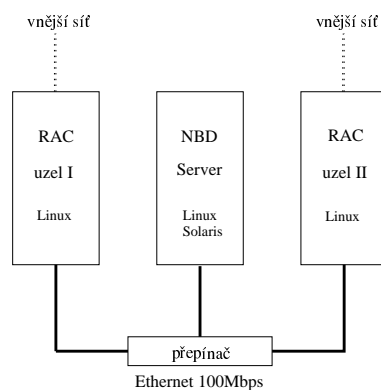 vnější síť
vnější síť
RAC
uzel I
Linux
NBD
Server
Linux
Solaris
RAC
uzel II
Linux
přepínač
Ethernet 100Mbps